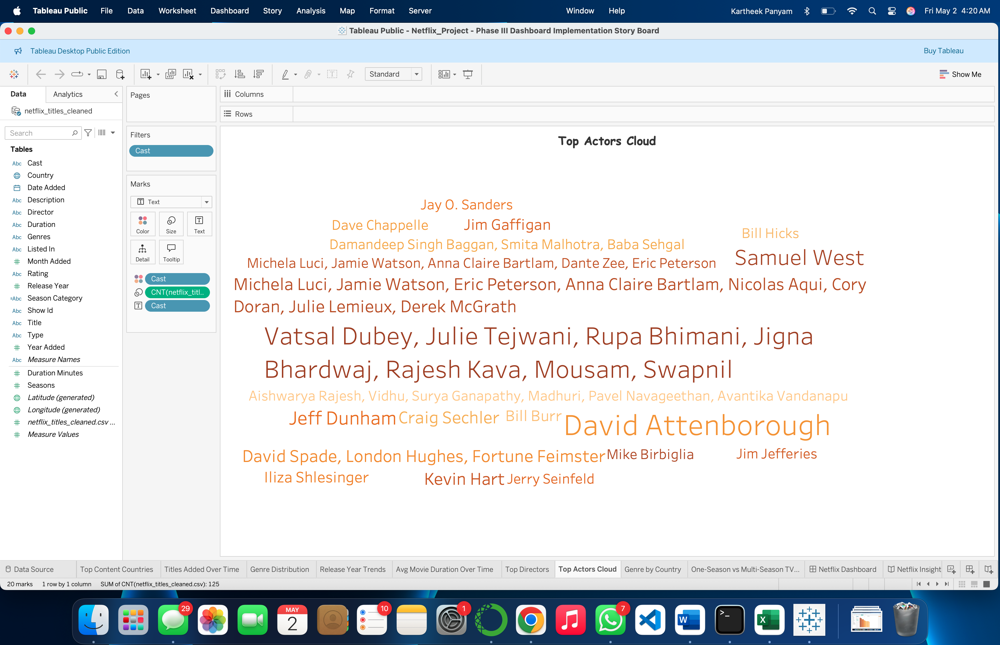 Tableau Public File Data Worksheet Dashboard Story Analysis Map Format Server Window Help Kartheek Panyam Fri May 2 4:20 AM
Tableau Public - Netflix_Project - Phase III Dashboard Implementation Story Board
Tableau Desktop Public Edition Buy Tableau
Standard Show Me
Data Analytics
netflix_titles_cleaned
Search
Tables
Abc Cast
Country
Date Added
Abc Description
Abc Director
Abc Duration
Abc Genres
Abc Listed In
# Month Added
Abc Rating
# Release Year
=Abc Season Category
Abc Show Id
Abc Title
Abc Type
# Year Added
Abc Measure Names
# Duration Minutes
# Seasons
Latitude (generated)
Longitude (generated)
# netflix_titles_cleaned.csv ...
# Measure Values
Pages
Filters
Cast
Marks
T Text
Color Size T Text
Detail Tooltip
Cast
CNT(netflix_titl..
T Cast
Columns
Rows
Top Actors Cloud
Jay O. Sanders
Dave Chappelle Jim Gaffigan
Bill Hicks
Damandeep Singh Baggan, Smita Malhotra, Baba Sehgal
Samuel West
Michela Luci, Jamie Watson, Anna Claire Bartlam, Dante Zee, Eric Peterson
Michela Luci, Jamie Watson, Eric Peterson, Anna Claire Bartlam, Nicolas Aqui, Cory
Doran, Julie Lemieux, Derek McGrath
Vatsal Dubey, Julie Tejwani, Rupa Bhimani, Jigna
Bhardwaj, Rajesh Kava, Mousam, Swapnil
Aishwarya Rajesh, Vidhu, Surya Ganapathy, Madhuri, Pavel Navageethan, Avantika Vandanapu
Jeff Dunham Craig Sechler Bill Burr David Attenborough
David Spade, London Hughes, Fortune Feimster Mike Birbiglia Jim Jefferies
Iliza Shlesinger Kevin Hart Jerry Seinfeld
Data Source Top Content Countries Titles Added Over Time Genre Distribution Release Year Trends Avg Movie Duration Over Time Top Directors Top Actors Cloud Genre by Country One-Season vs Multi-Season TV... Netflix Dashboard Netflix Insight
20 marks 1 row by 1 column SUM of CNT(netflix_titles_cleaned.csv): 125
29 MAY 2 10 1 7 W >_ X